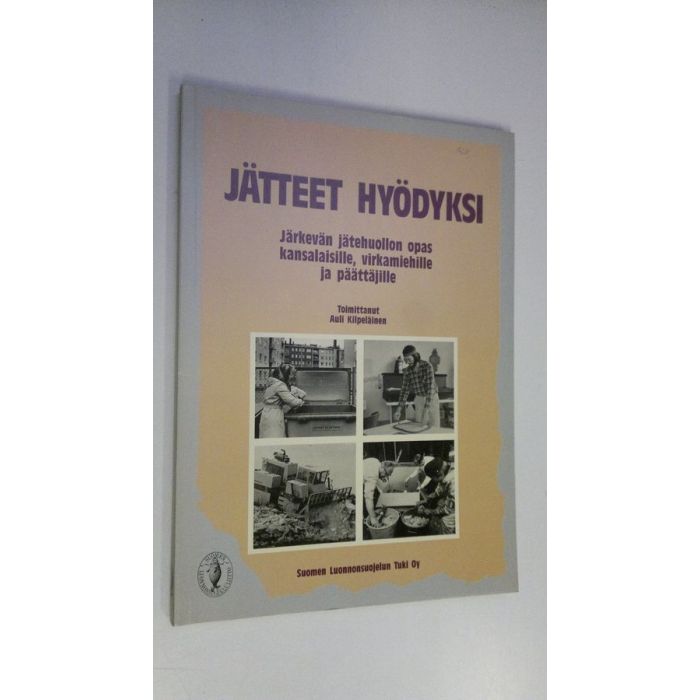 JÄTTEET HYÖDYKSI
Järkevän jätehuollon opas
kansalaisille, virkamiehille
ja päättäjille
Toimittanut
Auli Kilpeläinen
Suomen Luonnonsuojelun Tuki Oy